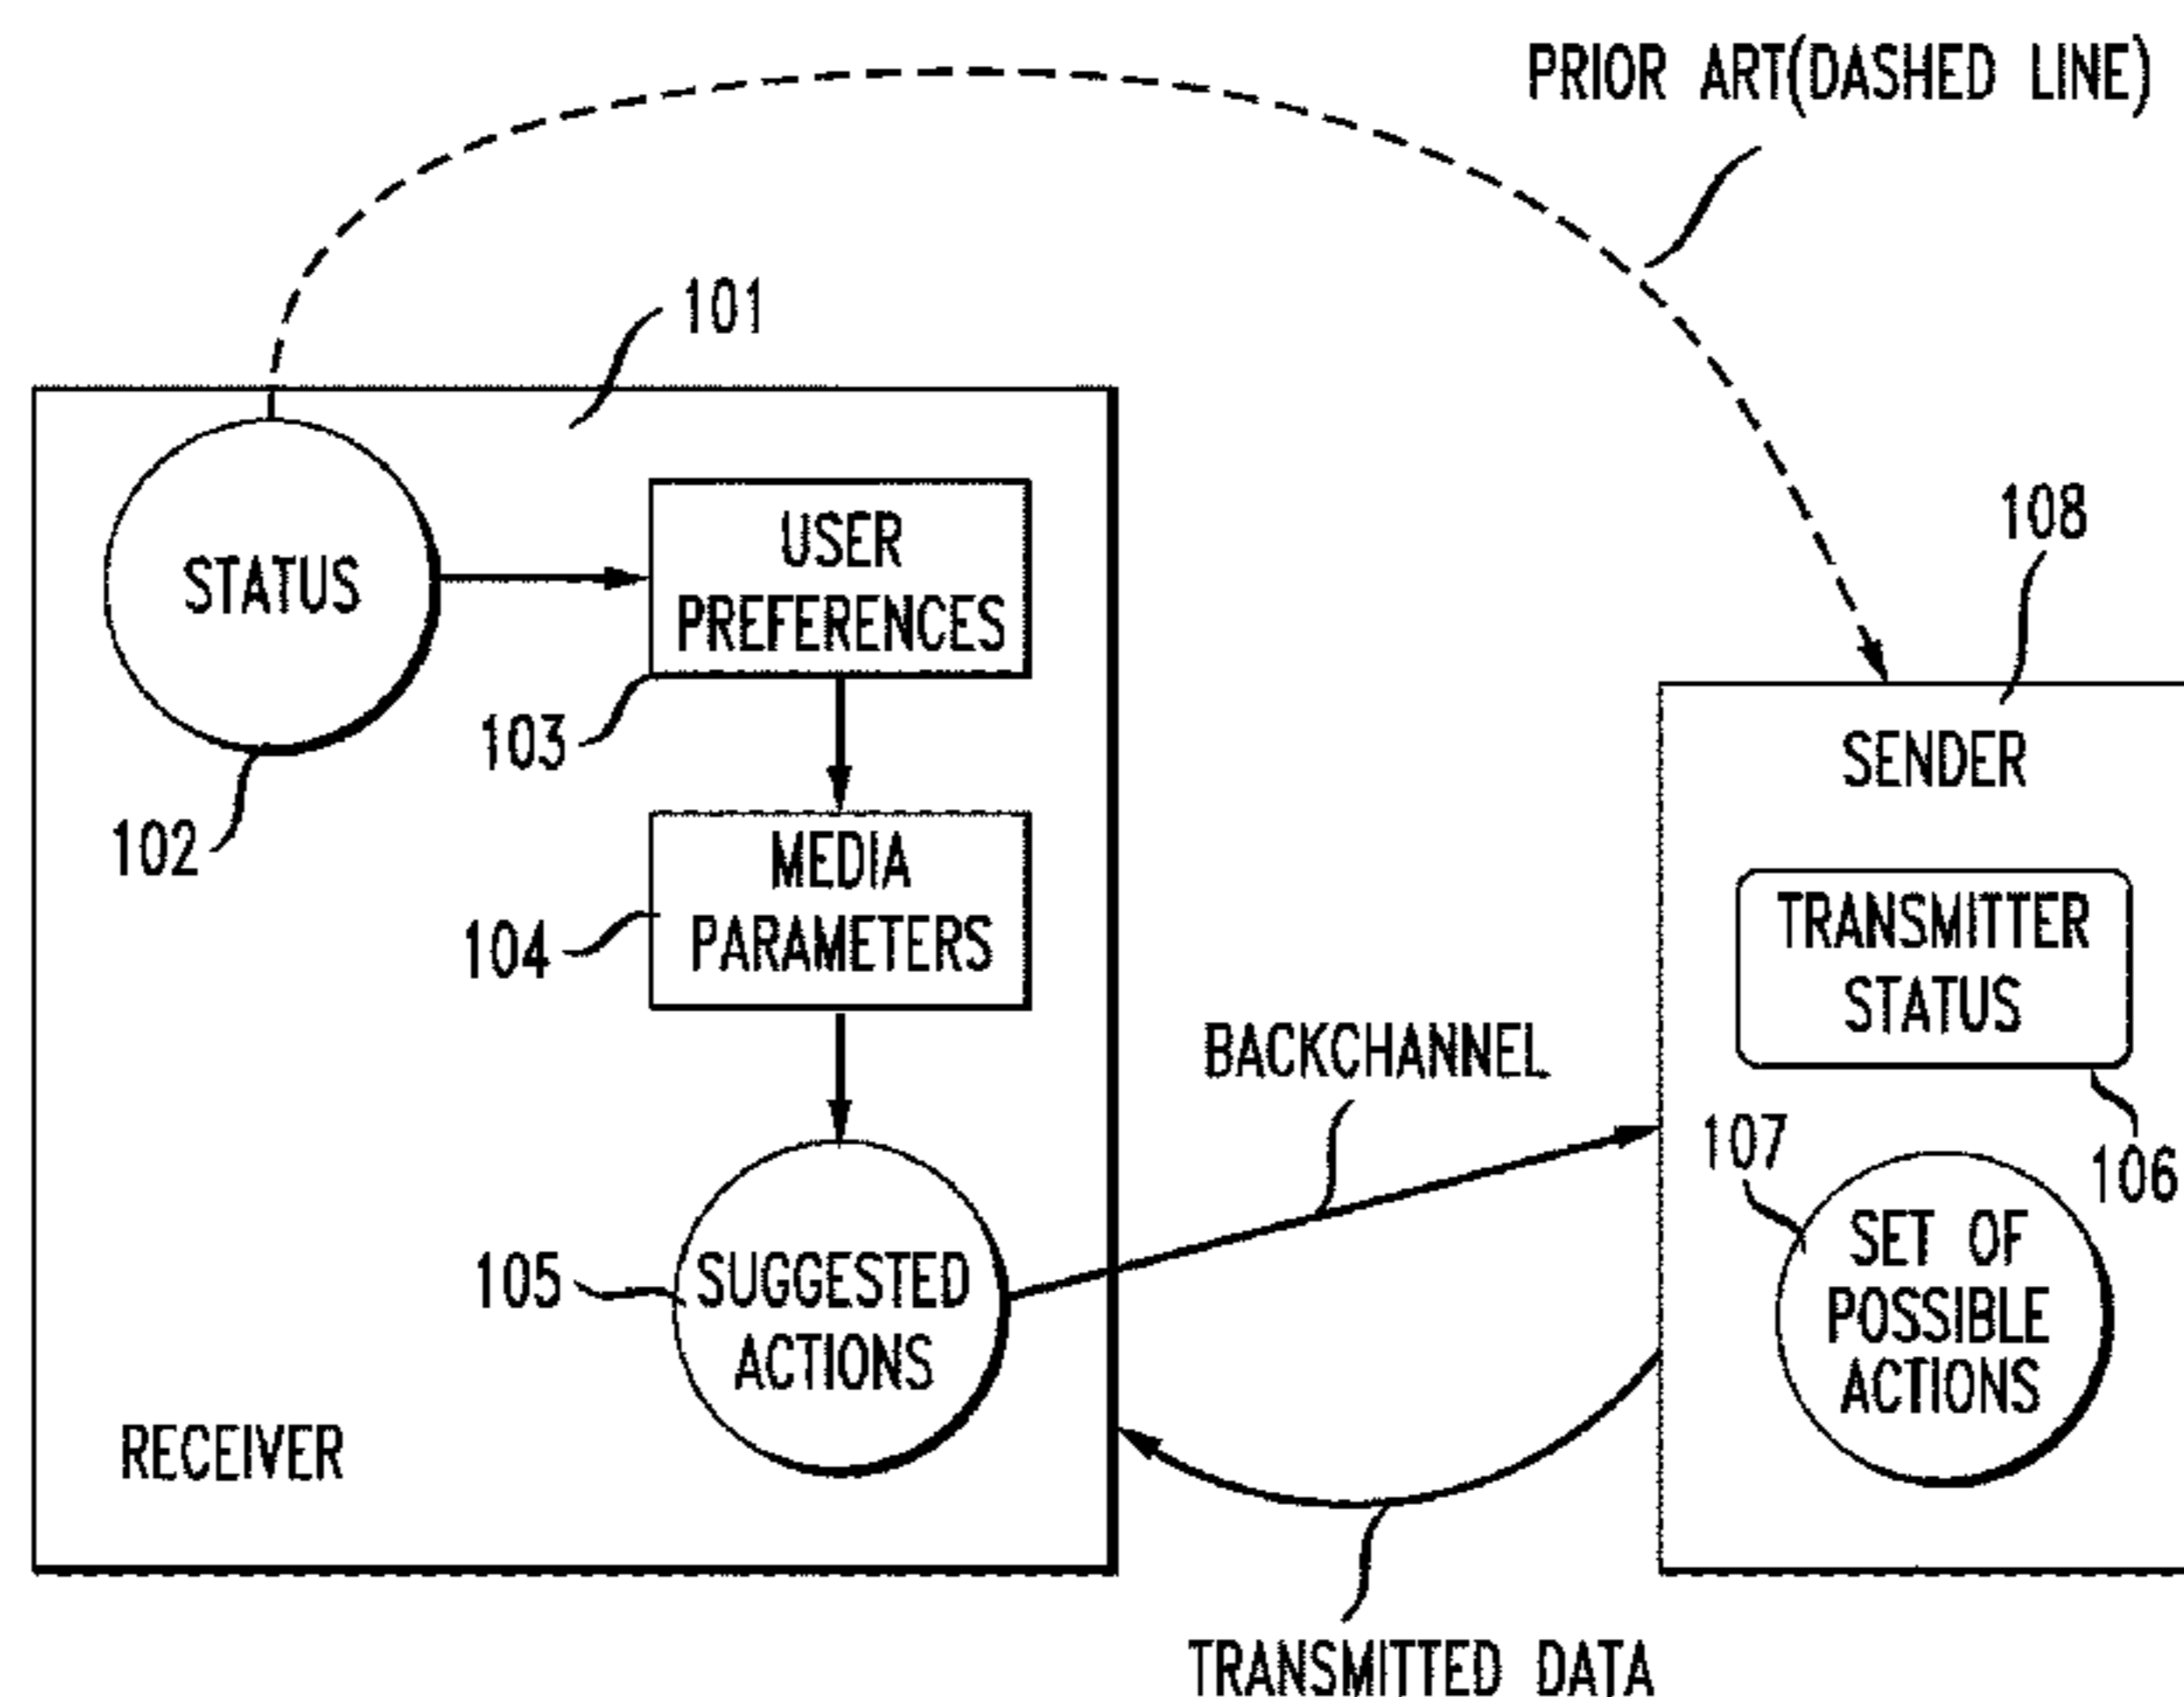 PRIOR ART(DASHED LINE)
101
STATUS
USER
PREFERENCES
103
102
MEDIA
PARAMETERS
104
108
SENDER
TRANSMITTER
STATUS
106
BACKCHANNEL
107
SET OF
POSSIBLE
ACTIONS
105
SUGGESTED
ACTIONS
RECEIVER
TRANSMITTED DATA